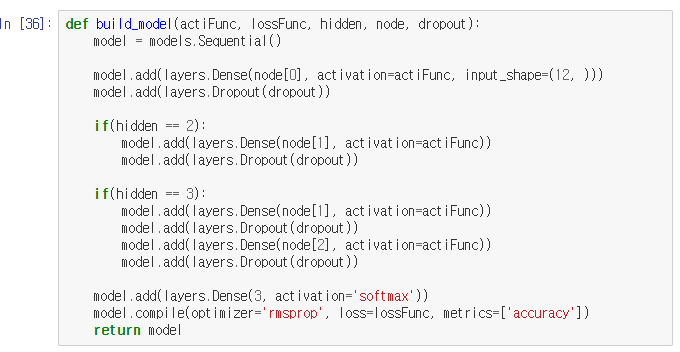 In [36]:
def build_model(actiFunc, lossFunc, hidden, node, dropout):
    model = models.Sequential()

    model.add(layers.Dense(node[0], activation=actiFunc, input_shape=(12, )))
    model.add(layers.Dropout(dropout))

    if(hidden == 2):
        model.add(layers.Dense(node[1], activation=actiFunc))
        model.add(layers.Dropout(dropout))

    if(hidden == 3):
        model.add(layers.Dense(node[1], activation=actiFunc))
        model.add(layers.Dropout(dropout))
        model.add(layers.Dense(node[2], activation=actiFunc))
        model.add(layers.Dropout(dropout))

    model.add(layers.Dense(3, activation='softmax'))
    model.compile(optimizer='rmsprop', loss=lossFunc, metrics=['accuracy'])
    return model